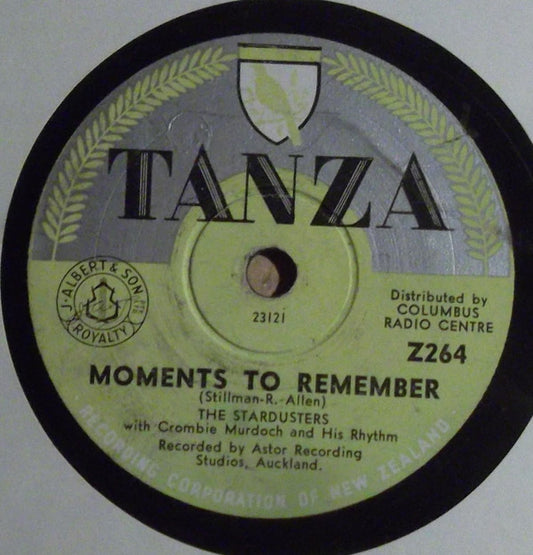 TANZA
J. ALBERT & SON PTY LTD
ROYALTY
23121
Distributed by
COLUMBUS
RADIO CENTRE
Z264
MOMENTS TO REMEMBER
(Stillman-R. Allen)
THE STARDUSTERS
with Crombie Murdoch and His Rhythm
Recorded by Astor Recording
Studios, Auckland.
RECORDING CORPORATION OF NEW ZEALAND